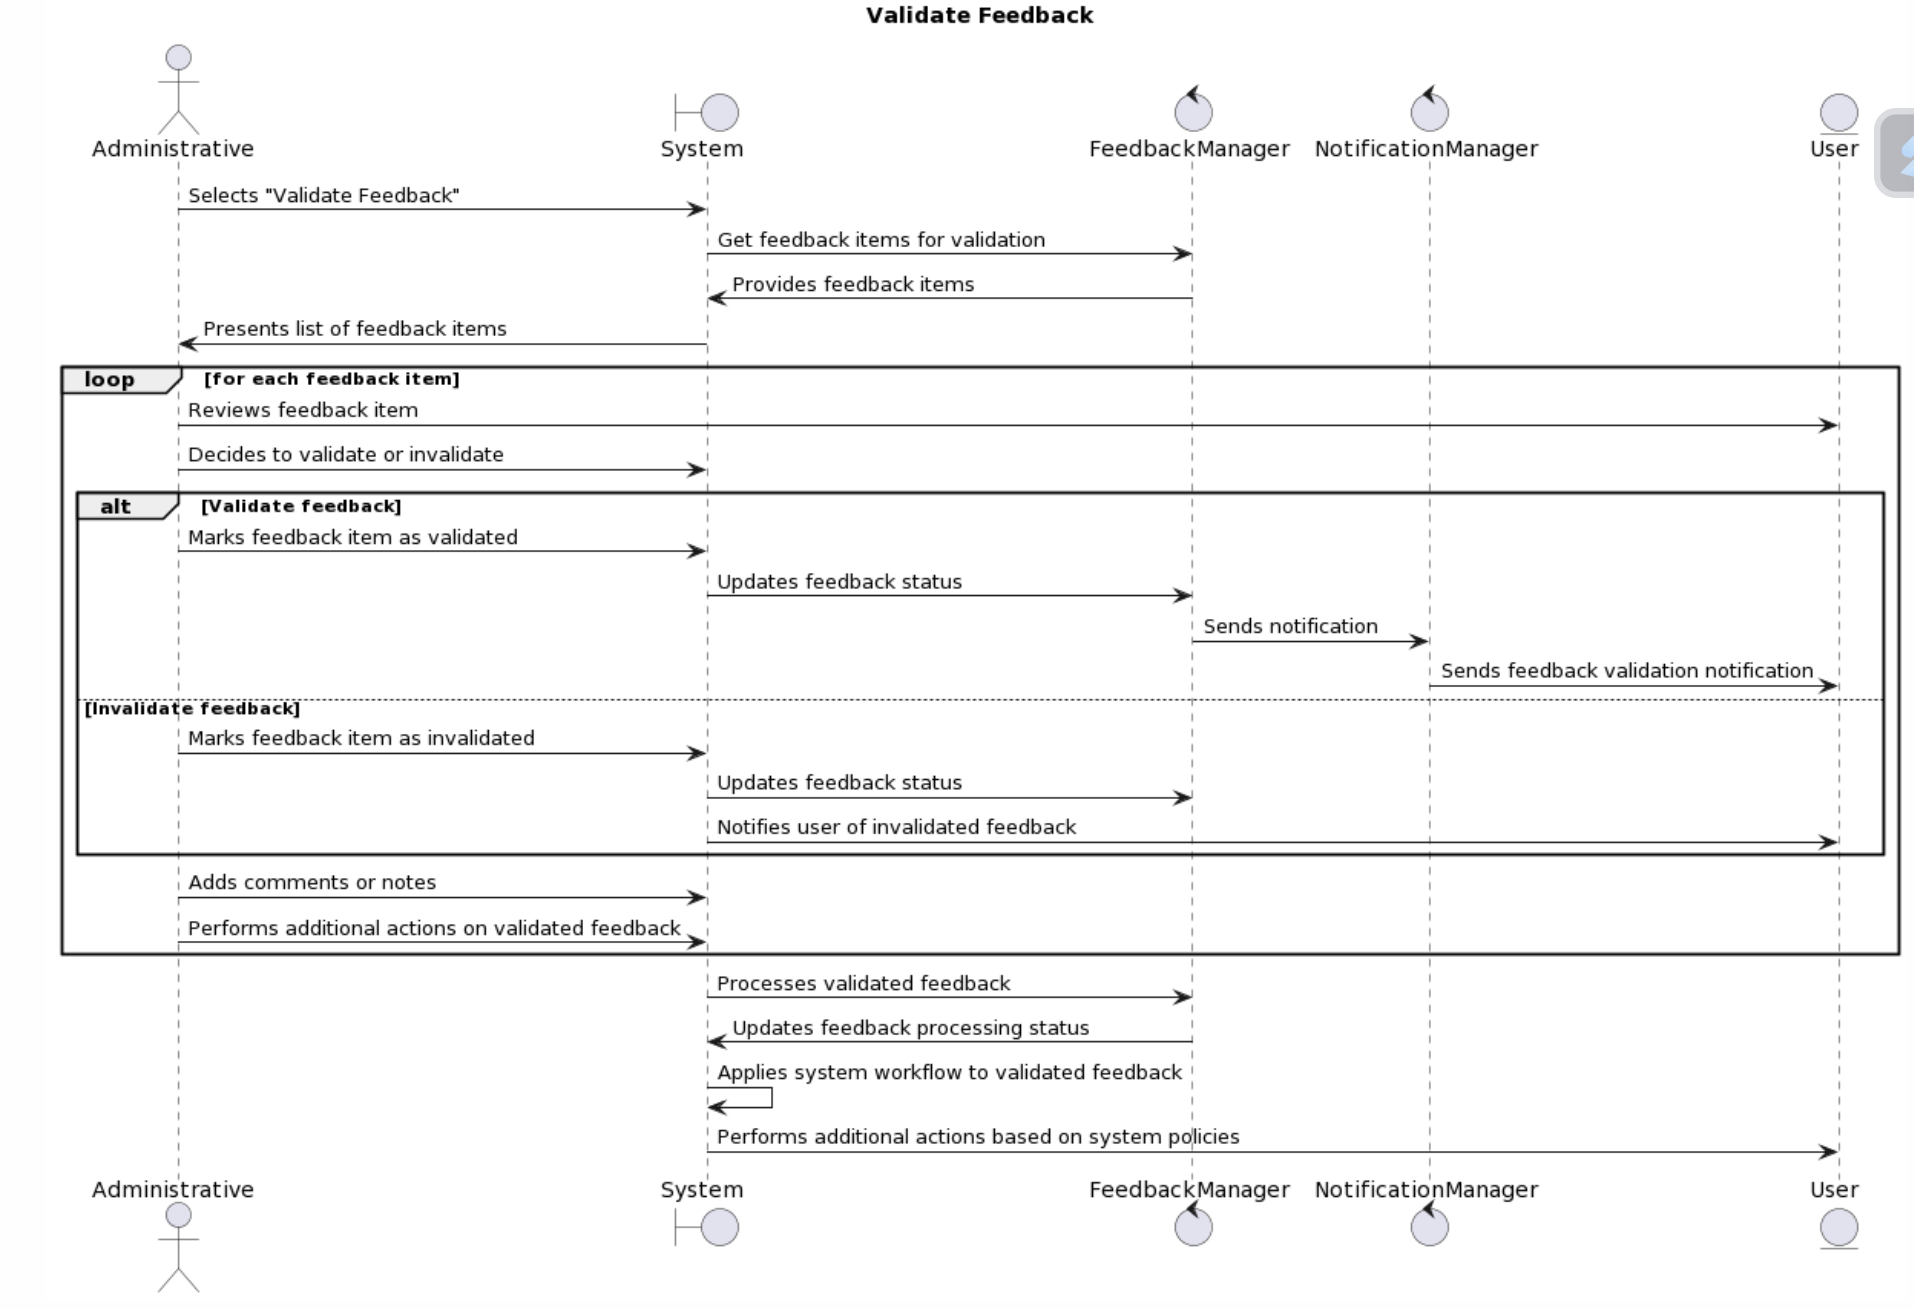 Validate Feedback
Administrative
System
FeedbackManager
NotificationManager
User
Selects "Validate Feedback"
Get feedback items for validation
Provides feedback items
Presents list of feedback items
loop
[for each feedback item]
Reviews feedback item
Decides to validate or invalidate
alt
[Validate feedback]
Marks feedback item as validated
Updates feedback status
Sends notification
Sends feedback validation notification
[Invalidate feedback]
Marks feedback item as invalidated
Updates feedback status
Notifies user of invalidated feedback
Adds comments or notes
Performs additional actions on validated feedback
Processes validated feedback
Updates feedback processing status
Applies system workflow to validated feedback
Performs additional actions based on system policies
Administrative
System
FeedbackManager
NotificationManager
User